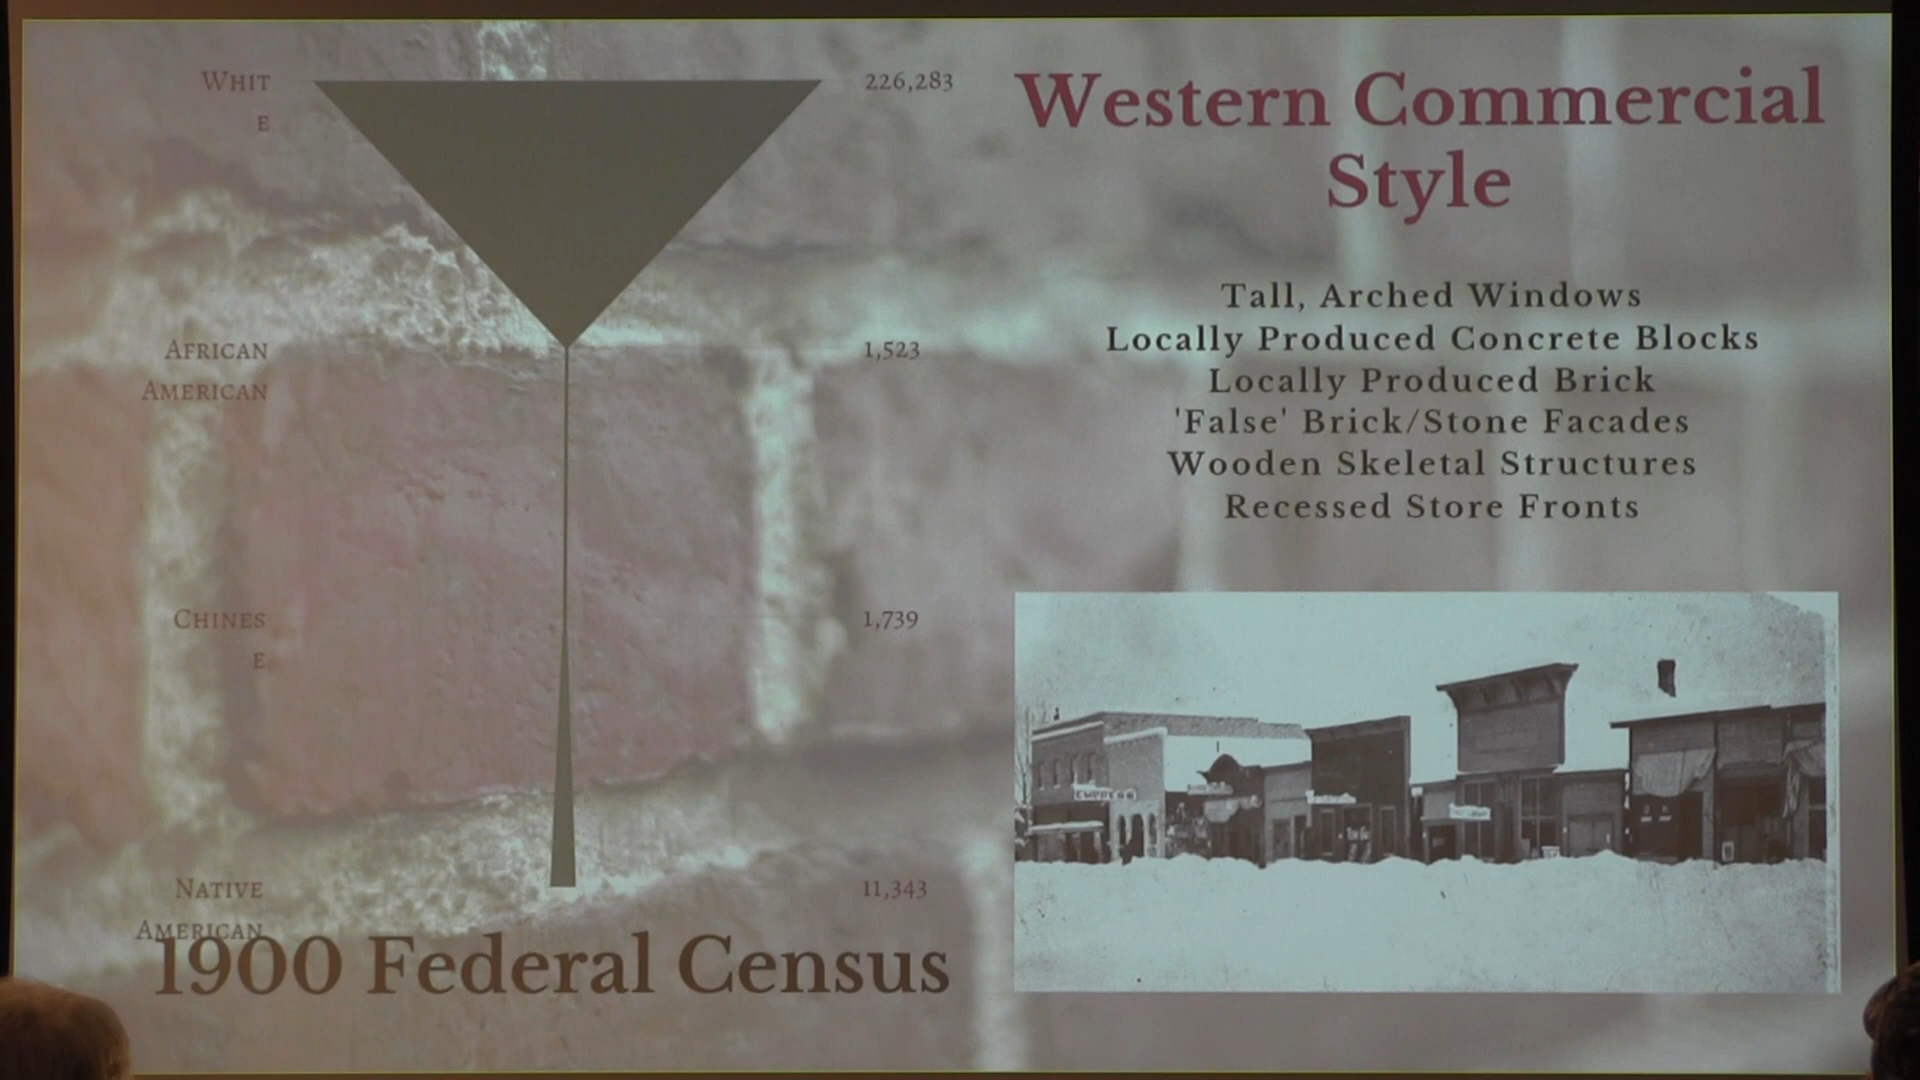 WHIT
E
226,283
AFRICAN
AMERICAN
1,523
CHINES
E
1,739
NATIVE
AMERICAN
11,343
1900 Federal Census
Western Commercial
Style
Tall, Arched Windows
Locally Produced Concrete Blocks
Locally Produced Brick
'False' Brick/Stone Facades
Wooden Skeletal Structures
Recessed Store Fronts
EMPRESS